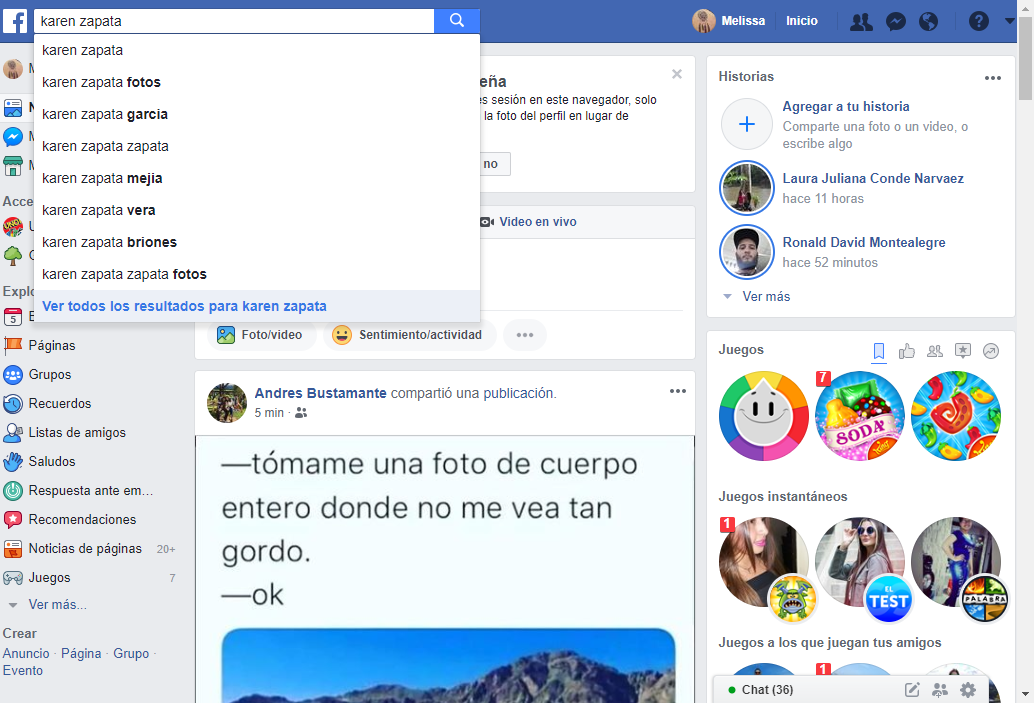 karen zapata
Melissa
Inicio
karen zapata
karen zapata fotos
karen zapata garcia
karen zapata zapata
karen zapata mejia
karen zapata vera
karen zapata briones
karen zapata zapata fotos
Ver todos los resultados para karen zapata
eña
sesión en este navegador, solo
la foto del perfil en lugar de
no
Video en vivo
Foto/video
Sentimiento/actividad
Acce
Explo
5
Páginas
Grupos
Recuerdos
Listas de amigos
Saludos
Respuesta ante em...
Recomendaciones
Noticias de páginas 20+
Juegos 7
Ver más...
Crear
Anuncio · Página · Grupo ·
Evento
Andres Bustamante compartió una publicación.
5 min ·
—tómame una foto de cuerpo
entero donde no me vea tan
gordo.
—ok
Historias
Agregar a tu historia
Comparte una foto o un video, o
escribe algo
Laura Juliana Conde Narvaez
hace 11 horas
Ronald David Montealegre
hace 52 minutos
Ver más
Juegos
7
SODA
Juegos instantáneos
1
EL
TEST
PALABRA
Juegos a los que juegan tus amigos
1
Chat (36)